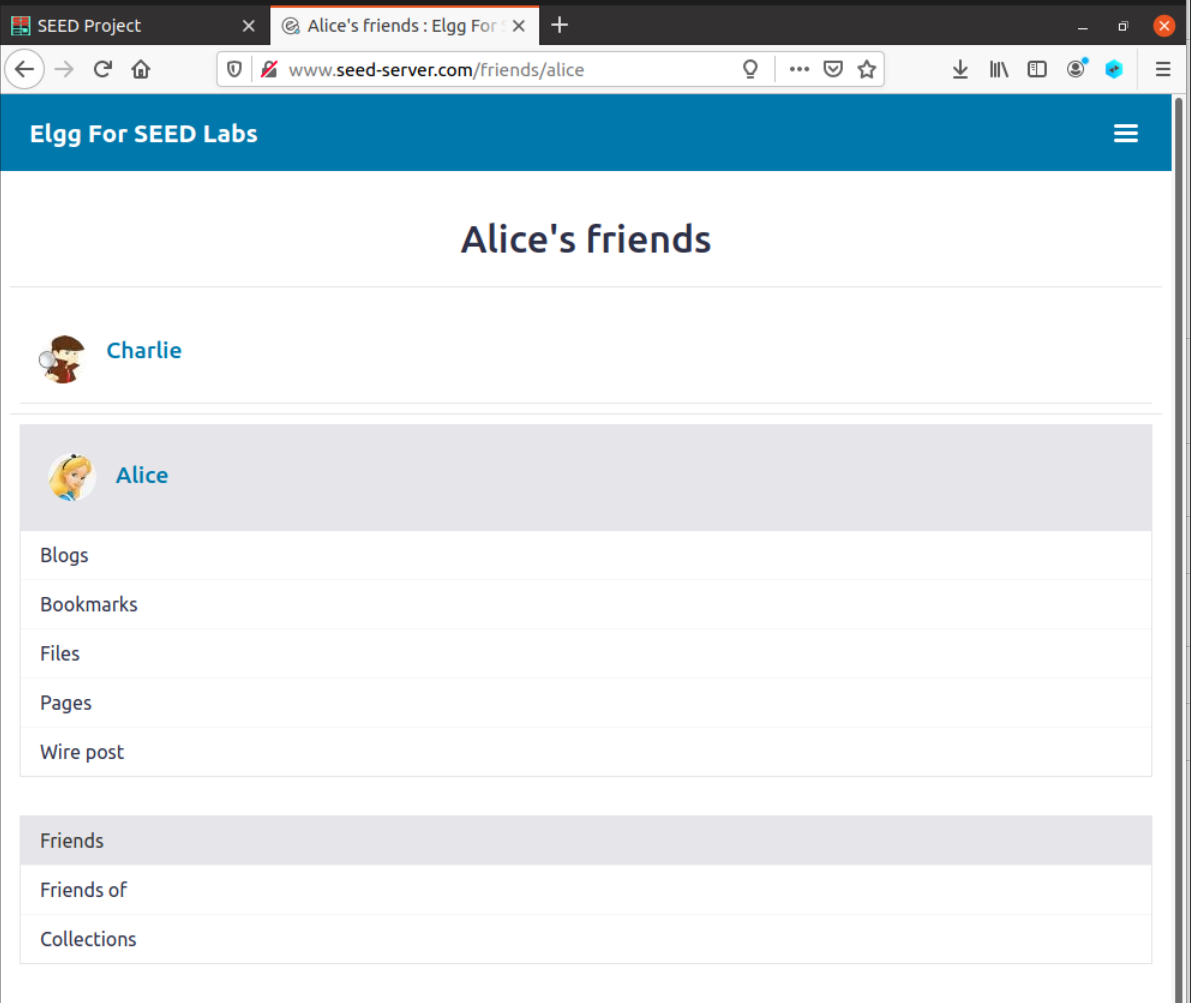 SEED Project
Alice's friends : Elgg For S
www.seed-server.com/friends/alice
Elgg For SEED Labs
Alice's friends
Charlie
Alice
Blogs
Bookmarks
Files
Pages
Wire post
Friends
Friends of
Collections